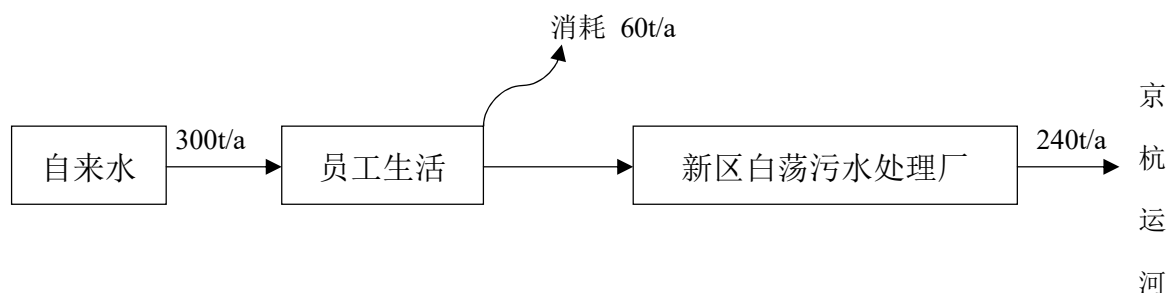 消耗 60t/a
自来水
300t/a
员工生活
新区白荡污水处理厂
240t/a
京
杭
运
河